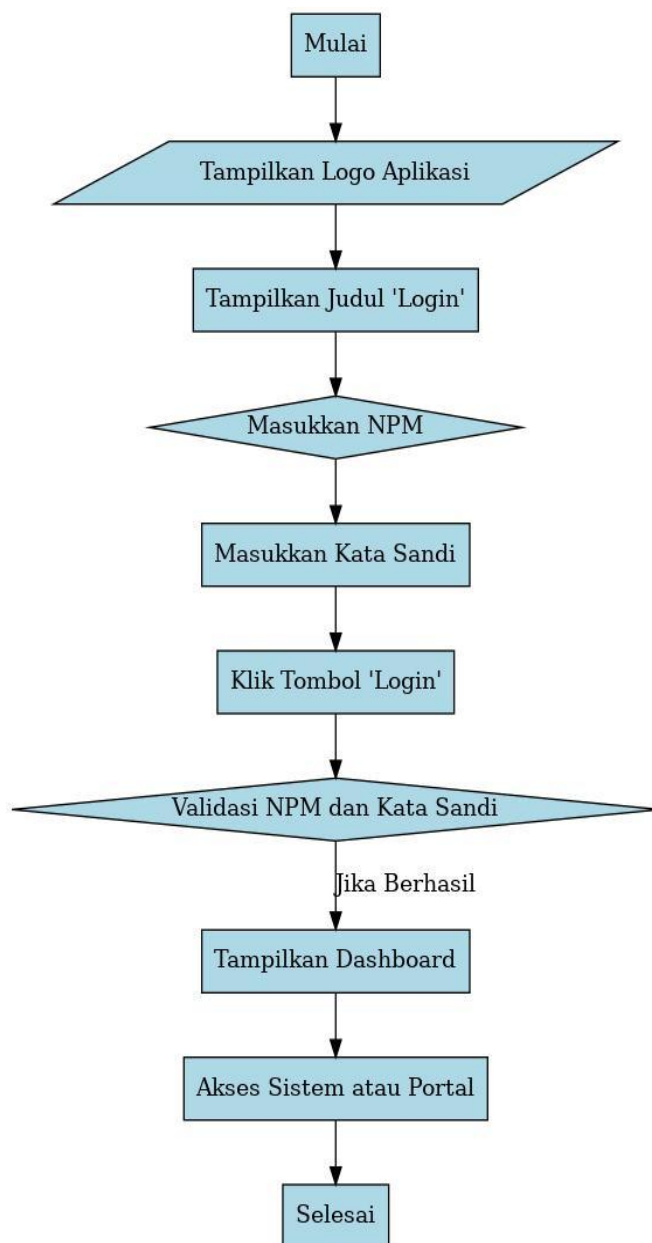 Mulai
Tampilkan Logo Aplikasi
Tampilkan Judul 'Login'
Masukkan NPM
Masukkan Kata Sandi
Klik Tombol 'Login'
Validasi NPM dan Kata Sandi
Jika Berhasil
Tampilkan Dashboard
Akses Sistem atau Portal
Selesai